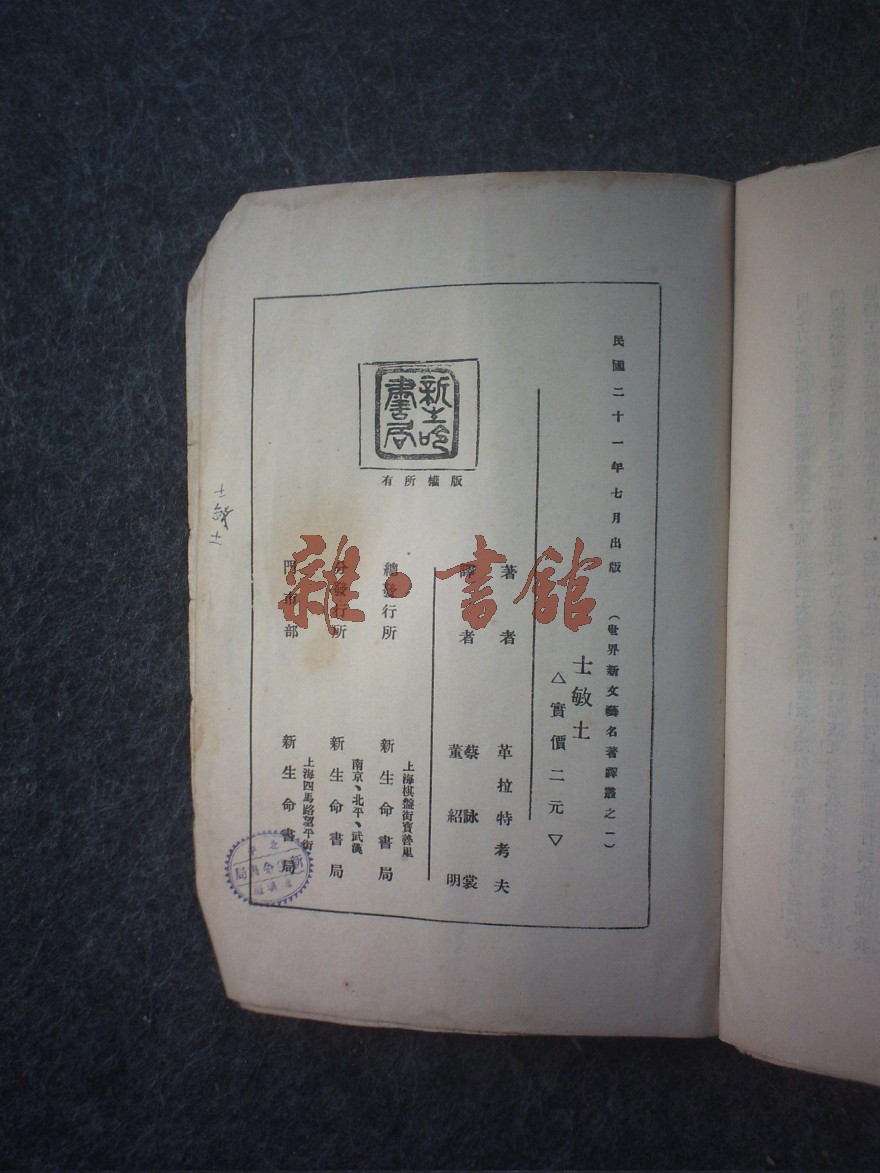 民國二十一年七月出版 (世界新文藝名著譯叢之一)
士敏土
△實價二元▽
著者 革拉特考夫
譯者 蔡詠裳 董紹明
新生命書局
版權所有
總發行所 上海棋盤街寶善里 新生命書局
分發行所 南京、北平、武漢 新生命書局
門市部 上海四馬路望平街 新生命書局
雜·書館